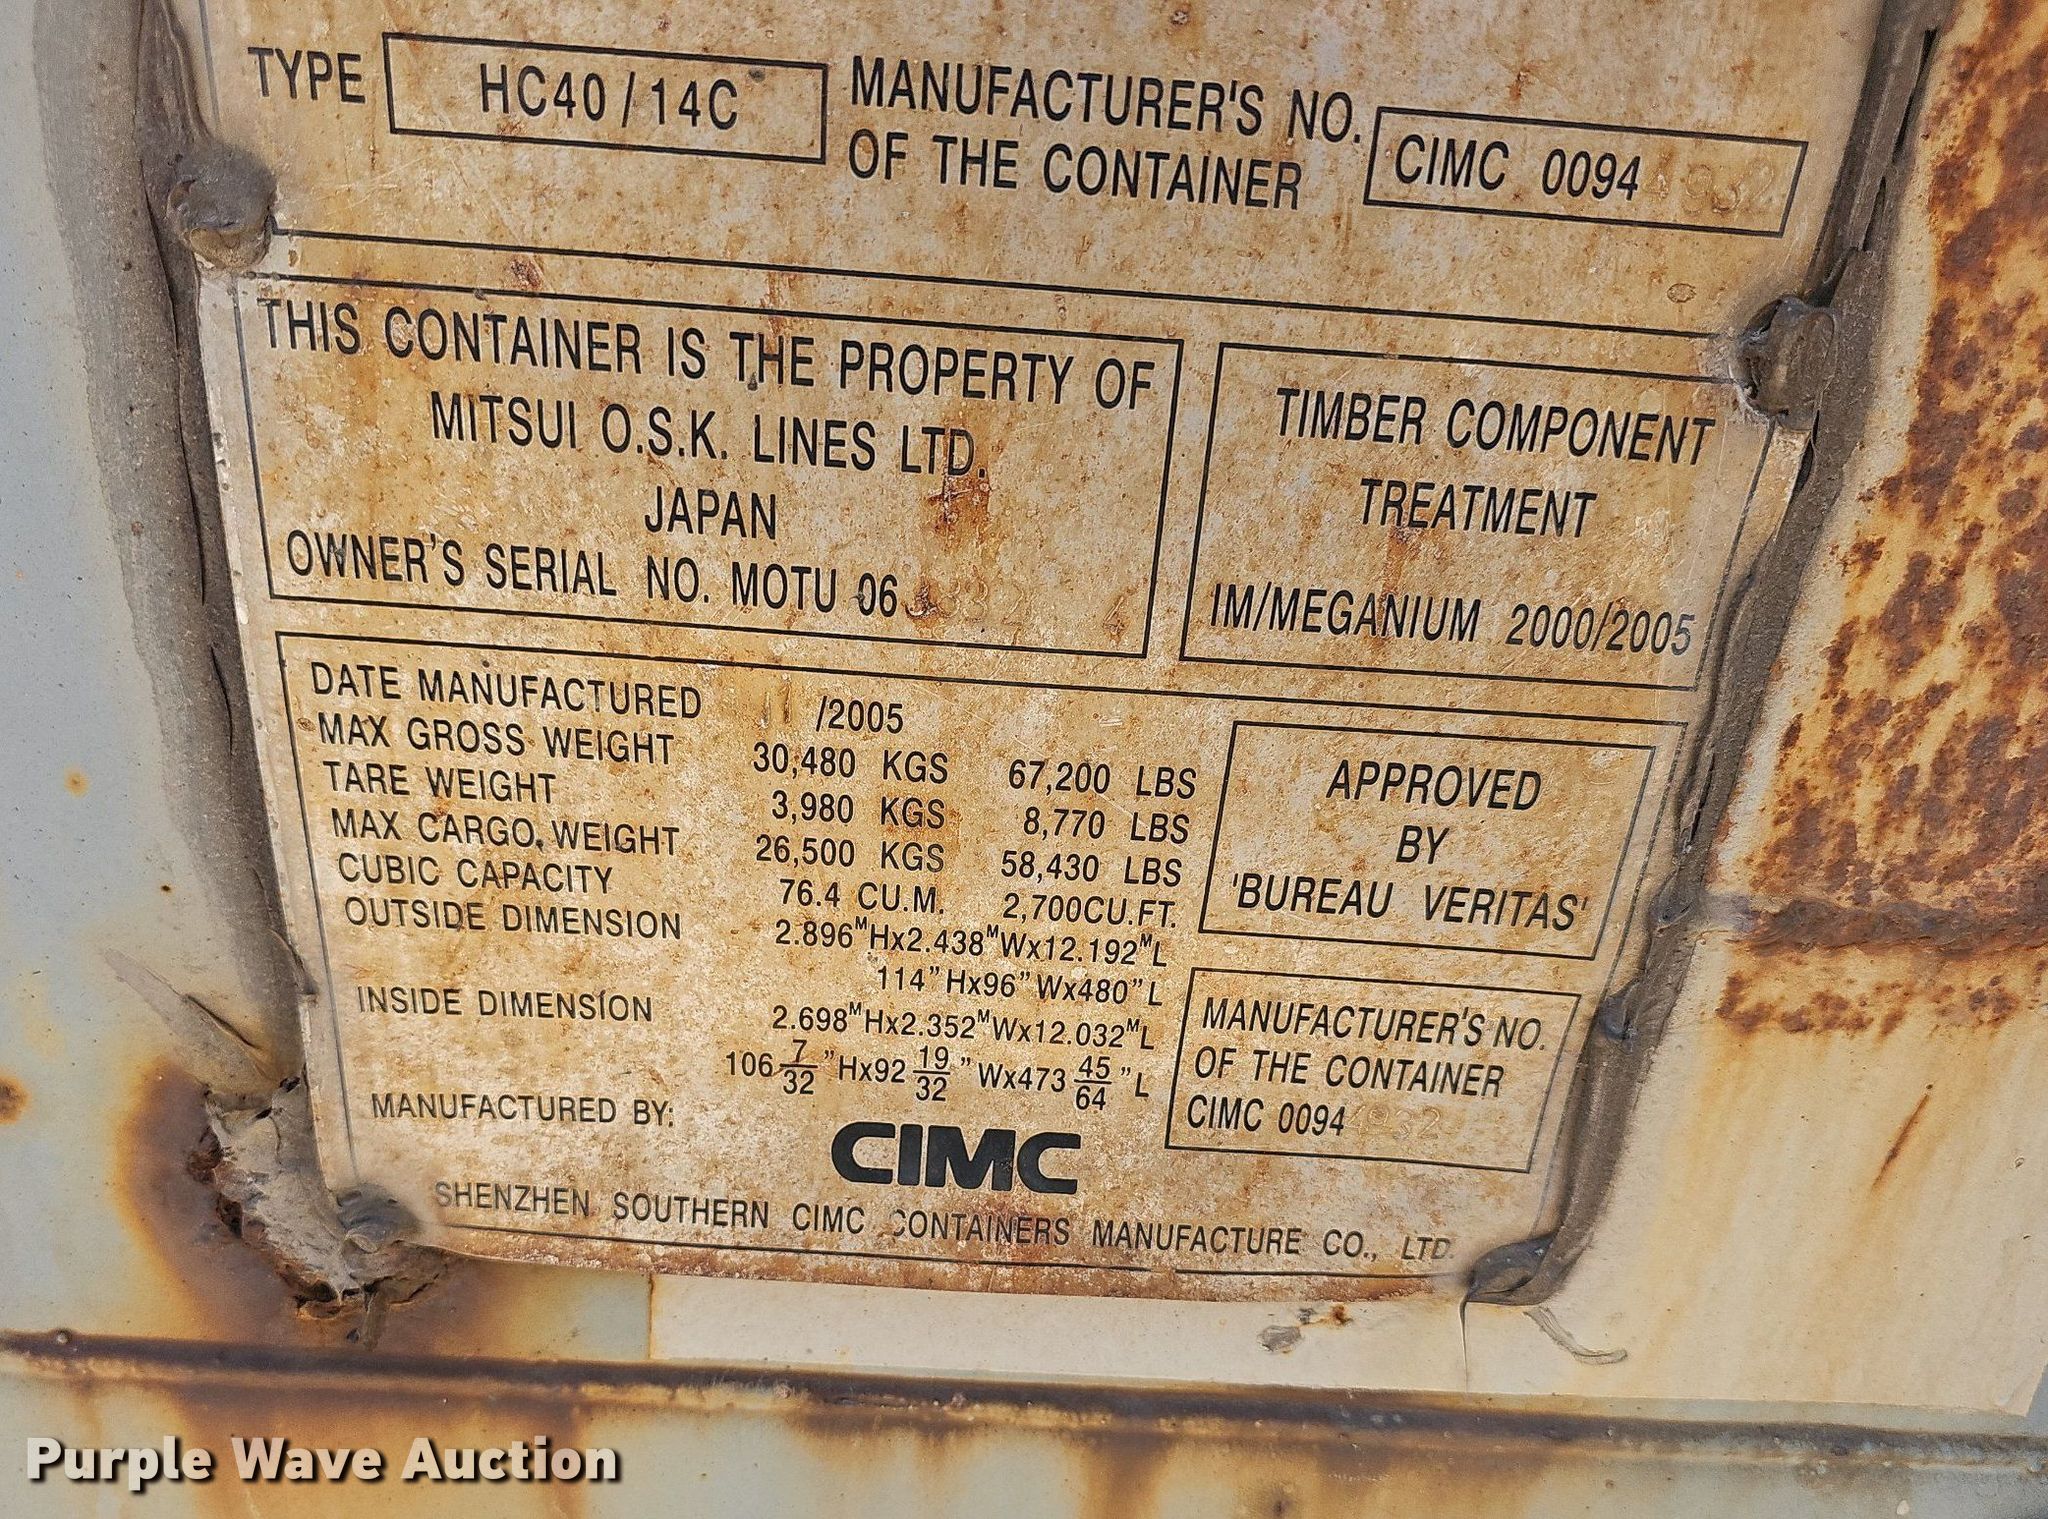 TYPE HC40/14C MANUFACTURER'S NO. OF THE CONTAINER CIMC 00944932
THIS CONTAINER IS THE PROPERTY OF
MITSUI O.S.K. LINES LTD.
JAPAN
OWNER'S SERIAL NO. MOTU 06
TIMBER COMPONENT
TREATMENT
IM/MEGANIUM 2000/2005
DATE MANUFACTURED 11/2005
MAX GROSS WEIGHT 30,480 KGS 67,200 LBS
TARE WEIGHT 3,980 KGS 8,770 LBS
MAX CARGO WEIGHT 26,500 KGS 58,430 LBS
CUBIC CAPACITY 76.4 CU.M. 2,700CU.FT.
OUTSIDE DIMENSION 2.896ᴹHx2.438ᴹWx12.192ᴹL
114"Hx96"Wx480"L
INSIDE DIMENSION 2.698ᴹHx2.352ᴹWx12.032ᴹL
106 7/32 "Hx92 19/32 "Wx473 45/64 "L
APPROVED
BY
'BUREAU VERITAS'
MANUFACTURER'S NO.
OF THE CONTAINER
CIMC 00944932
MANUFACTURED BY:
CIMC
SHENZHEN SOUTHERN CIMC CONTAINERS MANUFACTURE CO., LTD.
Purple Wave Auction